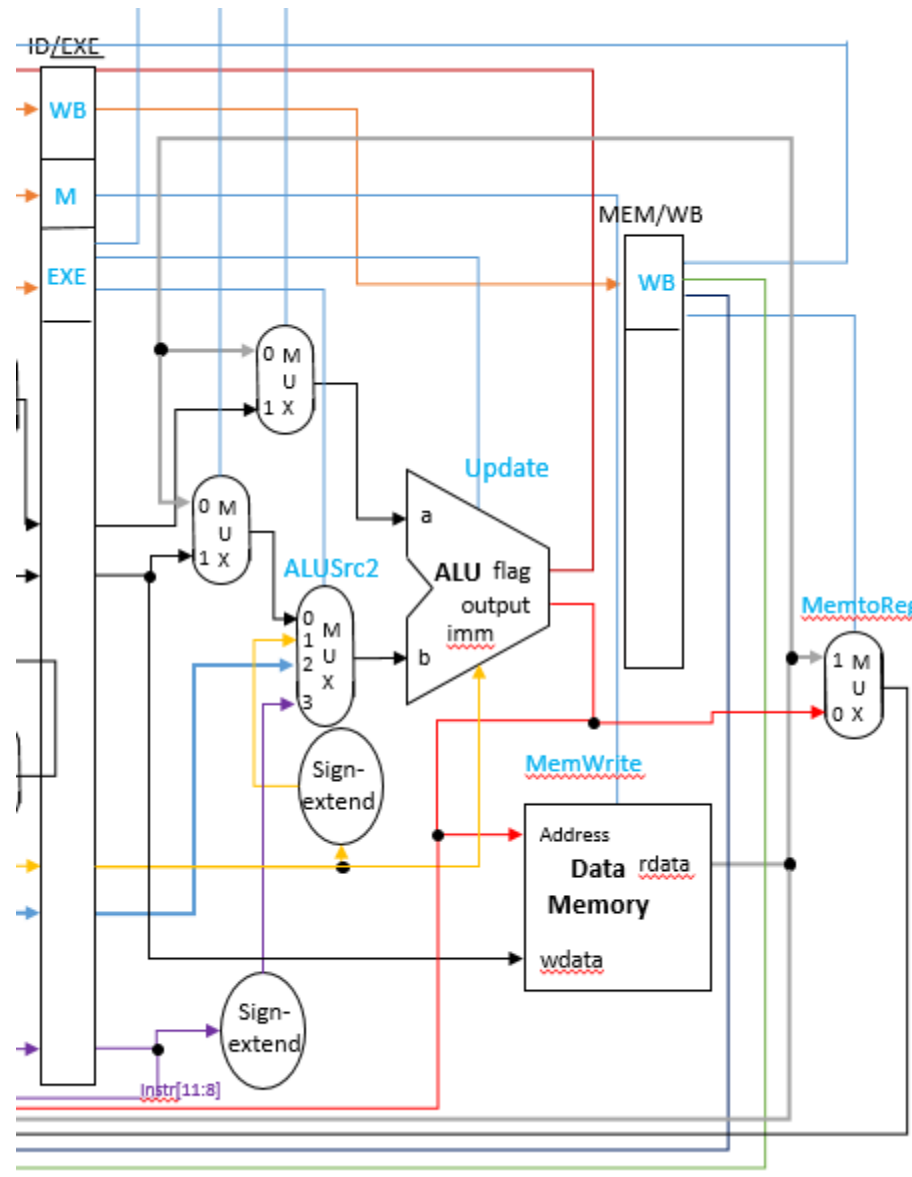 ID/EXE
WB
M
MEM/WB
EXE
WB
0 M
U
1 X
Update
0 M
U
1 X
a
ALUSrc2
ALU flag
output
imm
0
1 M
2 U
X
3
b
MemtoReg
1 M
U
0 X
MemWrite
Sign-
extend
Address
Data rdata
Memory
wdata
Sign-
extend
Instr[11:8]